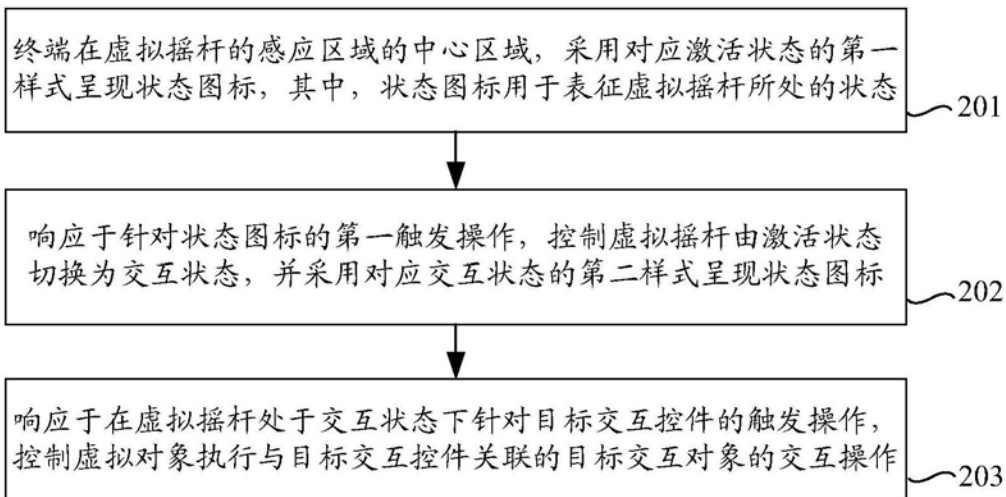 终端在虚拟摇杆的感应区域的中心区域，采用对应激活状态的第一
样式呈现状态图标，其中，状态图标用于表征虚拟摇杆所处的状态
201
响应于针对状态图标的第一触发操作，控制虚拟摇杆由激活状态
切换为交互状态，并采用对应交互状态的第二样式呈现状态图标
202
响应于在虚拟摇杆处于交互状态下针对目标交互控件的触发操作，
控制虚拟对象执行与目标交互控件关联的目标交互对象的交互操作
203